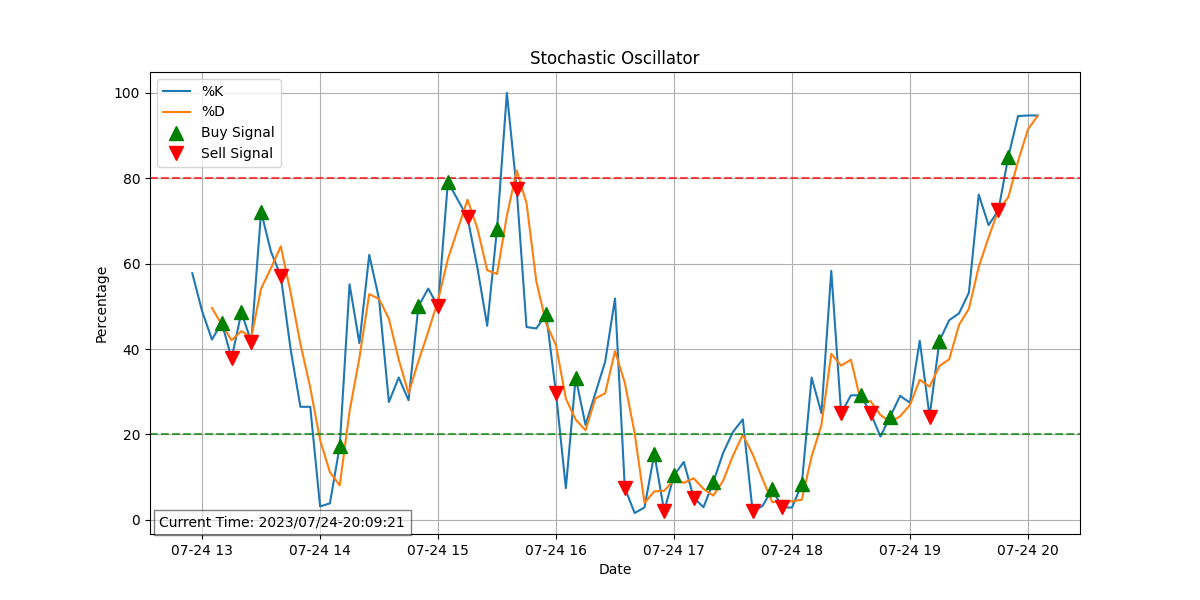 Stochastic Oscillator
%K
%D
Buy Signal
Sell Signal
Percentage
100
80
60
40
20
0
Current Time: 2023/07/24-20:09:21
07-24 13 07-24 14 07-24 15 07-24 16 07-24 17 07-24 18 07-24 19 07-24 20
Date